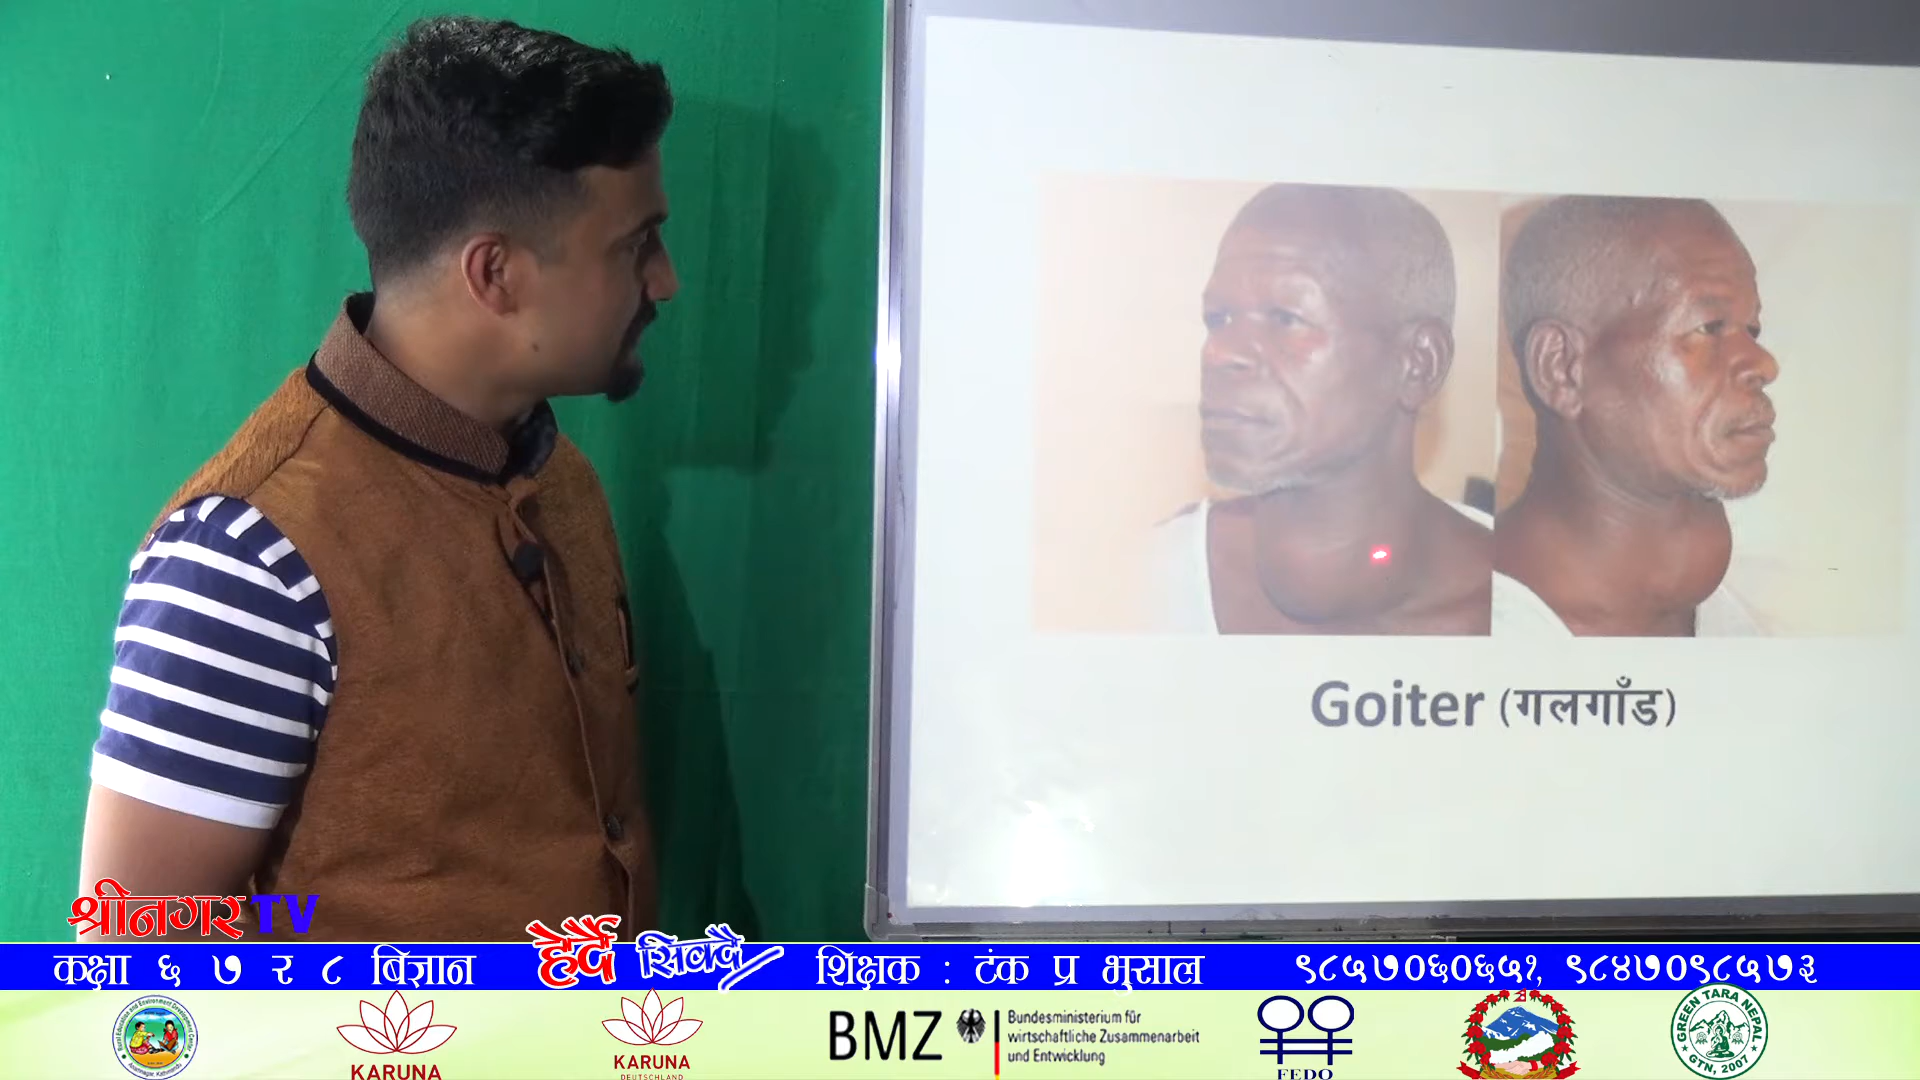 Goiter (गलगाँड)
श्रीनगर TV
कक्षा ६ ७ र ८ बिज्ञान
हेर्दै सिक्दै
शिक्षक : टंक प्र भुसाल
९८५७०६०६५१, ९८४७०९८५७३
KARUNA
KARUNA
DEUTSCHLAND
BMZ
Bundesministerium für
wirtschaftliche Zusammenarbeit
und Entwicklung
FEDO
GREEN TARA NEPAL
GTN, 2007